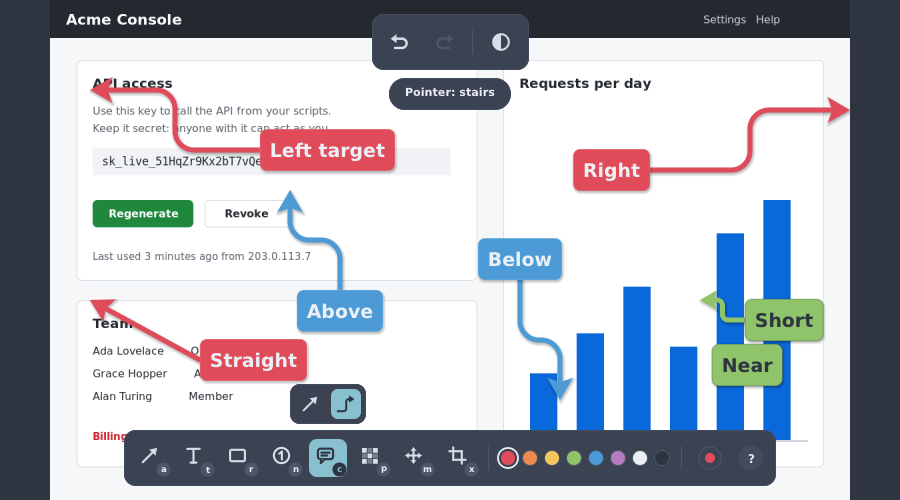 Acme Console
Settings Help
API access
Use this key to call the API from your scripts.
Keep it secret: anyone with it can act as you.
sk_live_51HqZr9Kx2bT7vQe
Left target
Regenerate
Revoke
Last used 3 minutes ago from 203.0.113.7
Pointer: stairs
Requests per day
Right
Below
Above
Short
Near
Team
Ada Lovelace
Grace Hopper
Alan Turing Member
Straight
Billing
a t r 1 n c p m x ?